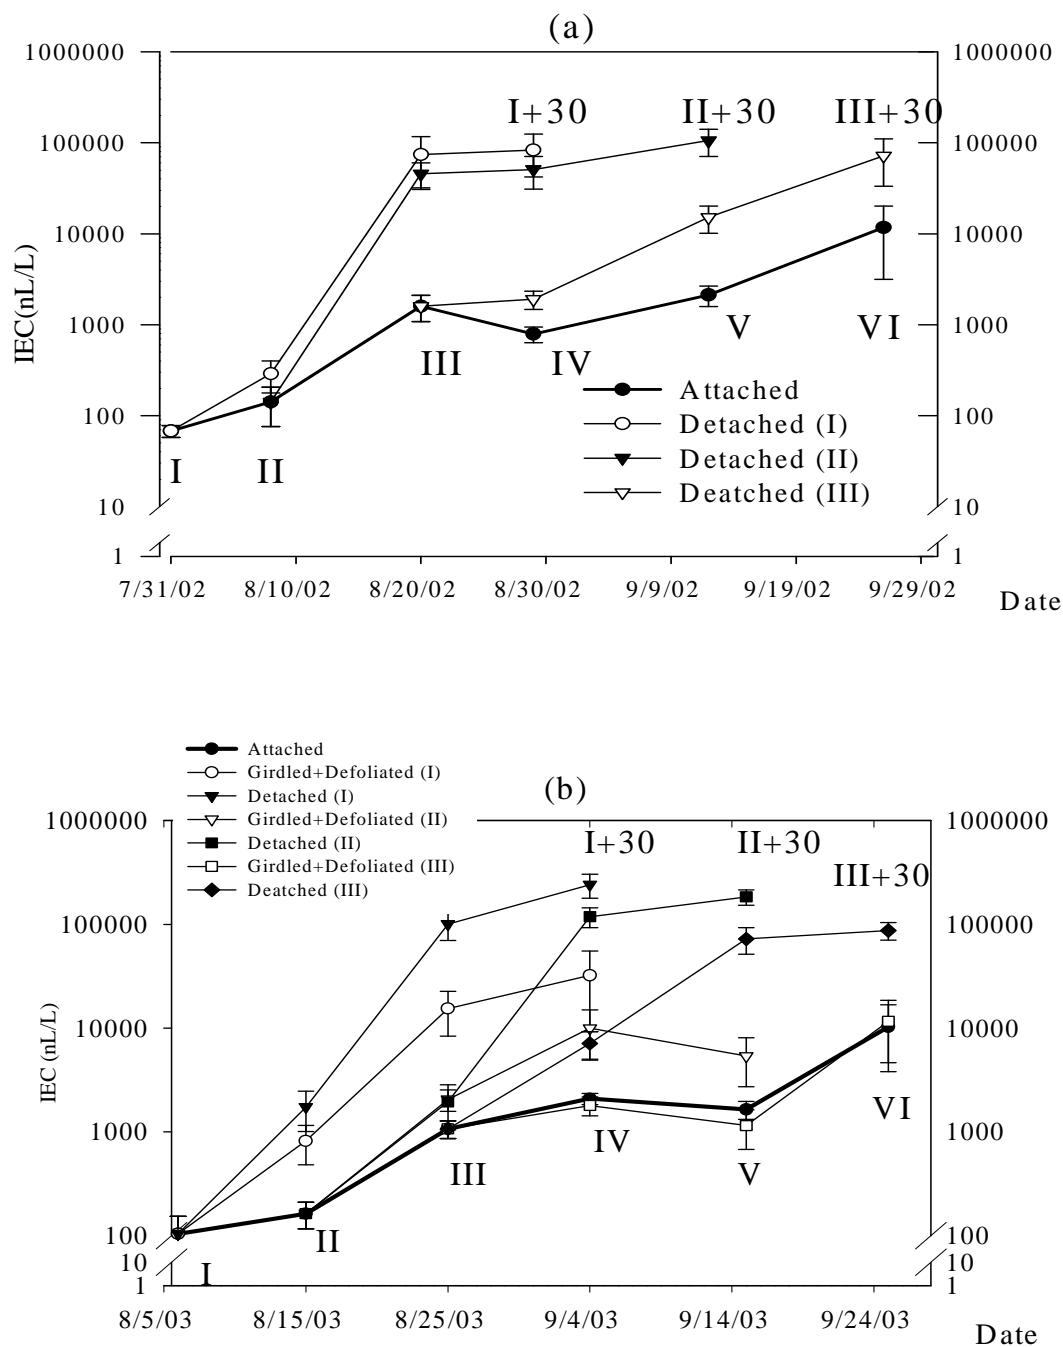 (a)
1000000 1000000
I+30 II+30 III+30
100000 100000
10000 10000
IEC(nL/L)
1000 1000
III IV V VI
Attached
100 Detached (I) 100
I II Detached (II)
Deatched (III)
10 10
1 1
7/31/02 8/10/02 8/20/02 8/30/02 9/9/02 9/19/02 9/29/02
Date
Attached
Girdled+Defoliated (I)
Detached (I)
(b)
Girdled+Defoliated (II)
1000000 1000000
Detached (II)
I+30 II+30
Girdled+Defoliated (III)
III+30
Deatched (III)
100000 100000
10000 10000
IEC (nL/L)
1000 1000
VI
IV
III V
100 II 100
I
10 10
1 1
8/5/03 8/15/03 8/25/03 9/4/03 9/14/03 9/24/03
Date